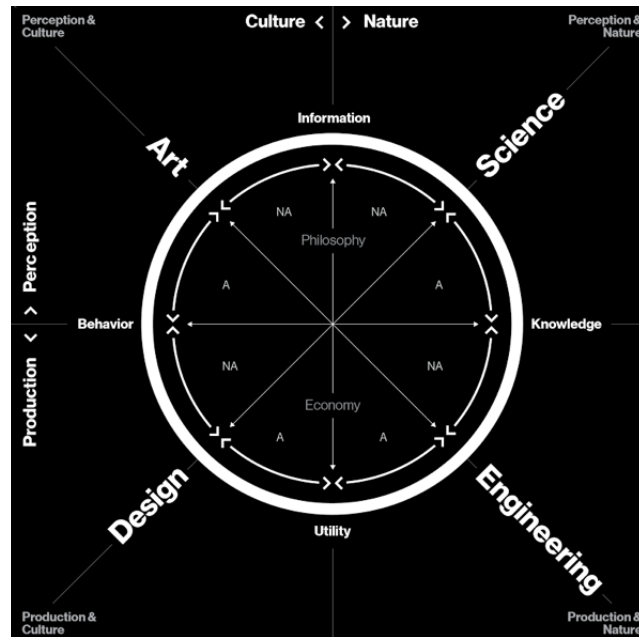 Perception &
Culture
Culture < > Nature
Perception &
Nature
Information
Art
Science
NA
NA
Philosophy
Production < > Perception
A
A
Behavior
Knowledge
NA
NA
Economy
A
A
Design
Engineering
Utility
Production &
Culture
Production &
Nature